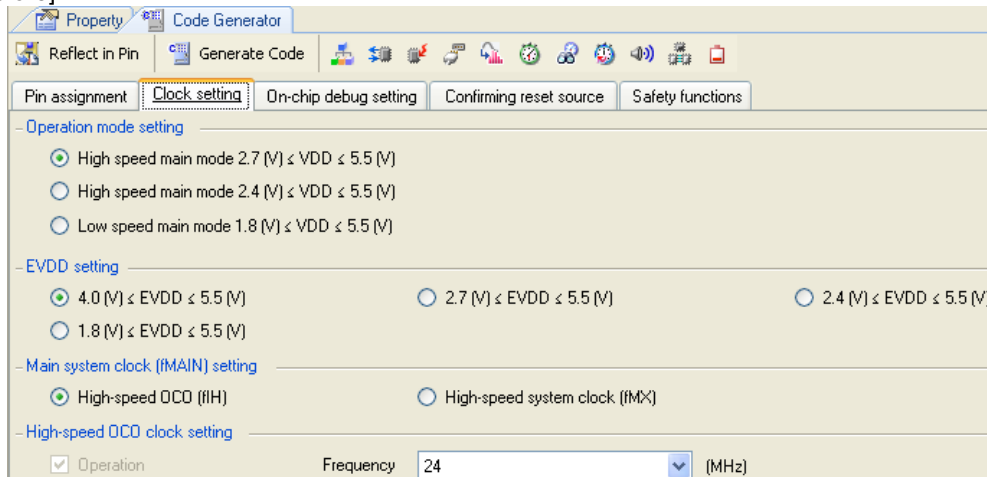 Property Code Generator
Reflect in Pin Generate Code
Pin assignment Clock setting On-chip debug setting Confirming reset source Safety functions
Operation mode setting
High speed main mode 2.7 (V) ≤ VDD ≤ 5.5 (V)
High speed main mode 2.4 (V) ≤ VDD ≤ 5.5 (V)
Low speed main mode 1.8 (V) ≤ VDD ≤ 5.5 (V)
EVDD setting
4.0 (V) ≤ EVDD ≤ 5.5 (V) 2.7 (V) ≤ EVDD ≤ 5.5 (V) 2.4 (V) ≤ EVDD ≤ 5.5 (V)
1.8 (V) ≤ EVDD ≤ 5.5 (V)
Main system clock (fMAIN) setting
High-speed OCO (fIH) High-speed system clock (fMX)
High-speed OCO clock setting
Operation Frequency 24 (MHz)